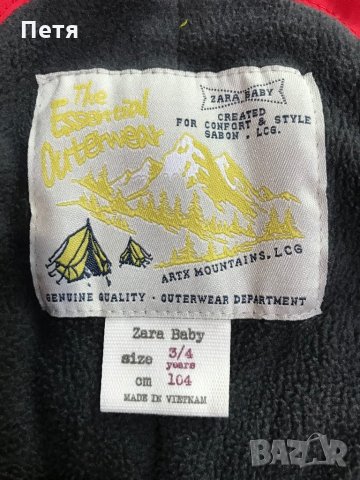 Петя
The
Essential
Outerwear
ZARA BABY
CREATED
FOR CONFORT & STYLE
SABON . LCG.
ARTX MOUNTAINS, LCG
GENUINE QUALITY - OUTERWEAR DEPARTMENT
Zara Baby
size 3/4
years
cm 104
MADE IN VIETNAM
BAZAR